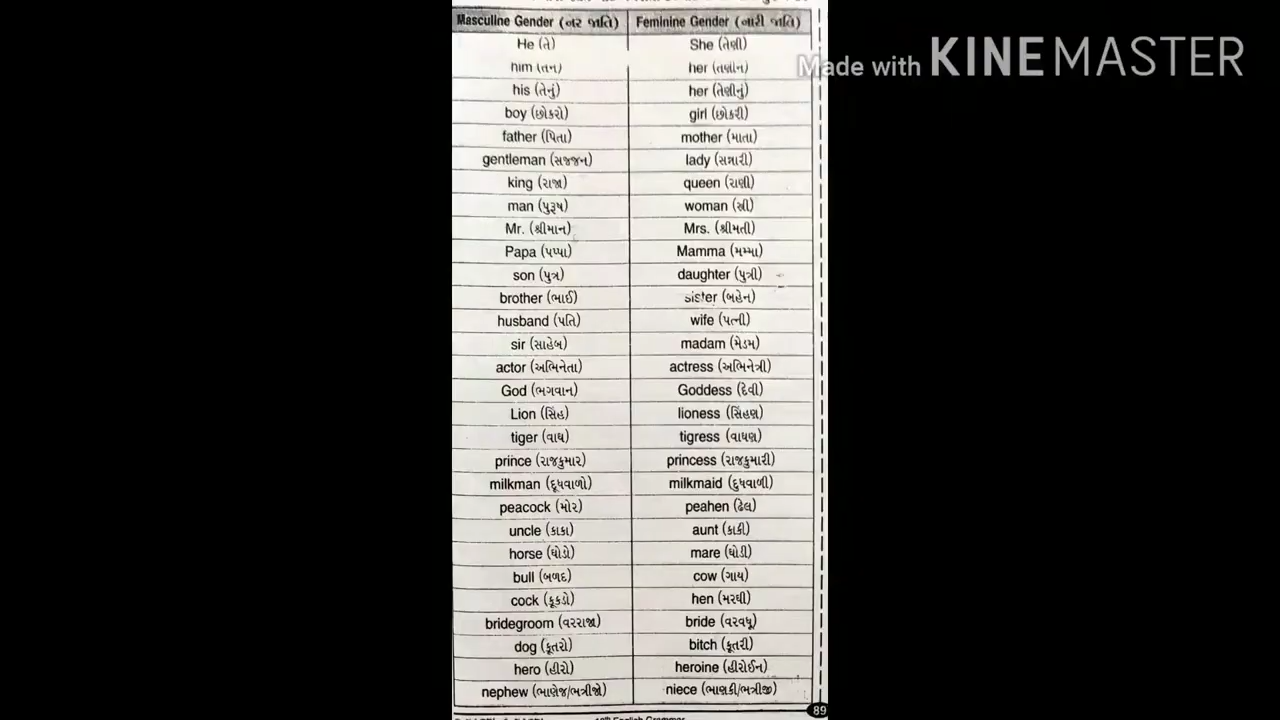 Masculine Gender (નર જાતિ) Feminine Gender (નારી જાતિ)
He (તે) She (તેણી)
him (તેન) her (તેણીન)
his (તેનું) her (તેણીનું)
boy (છોકરો) girl (છોકરી)
father (પિતા) mother (માતા)
gentleman (સજ્જન) lady (સન્નારી)
king (રાજા) queen (રાણી)
man (પુરૂષ) woman (સ્ત્રી)
Mr. (શ્રીમાન) Mrs. (શ્રીમતી)
Papa (પપ્પા) Mamma (મમ્મા)
son (પુત્ર) daughter (પુત્રી)
brother (ભાઈ) sister (બહેન)
husband (પતિ) wife (પત્ની)
sir (સાહેબ) madam (મેડમ)
actor (અભિનેતા) actress (અભિનેત્રી)
God (ભગવાન) Goddess (દેવી)
Lion (સિંહ) lioness (સિંહણ)
tiger (વાઘ) tigress (વાઘણ)
prince (રાજકુમાર) princess (રાજકુમારી)
milkman (દૂધવાળો) milkmaid (દુધવાળી)
peacock (મોર) peahen (ઢેલ)
uncle (કાકા) aunt (કાકી)
horse (ઘોડો) mare (ઘોડી)
bull (બળદ) cow (ગાય)
cock (કૂકડો) hen (મરઘી)
bridegroom (વરરાજા) bride (વરવધૂ)
dog (કૂતરો) bitch (કૂતરી)
hero (હીરો) heroine (હીરોઈન)
nephew (ભાણેજ/ભત્રીજો) niece (ભાણકી/ભત્રીજી)
89
English Grammar
Made with KINEMASTER